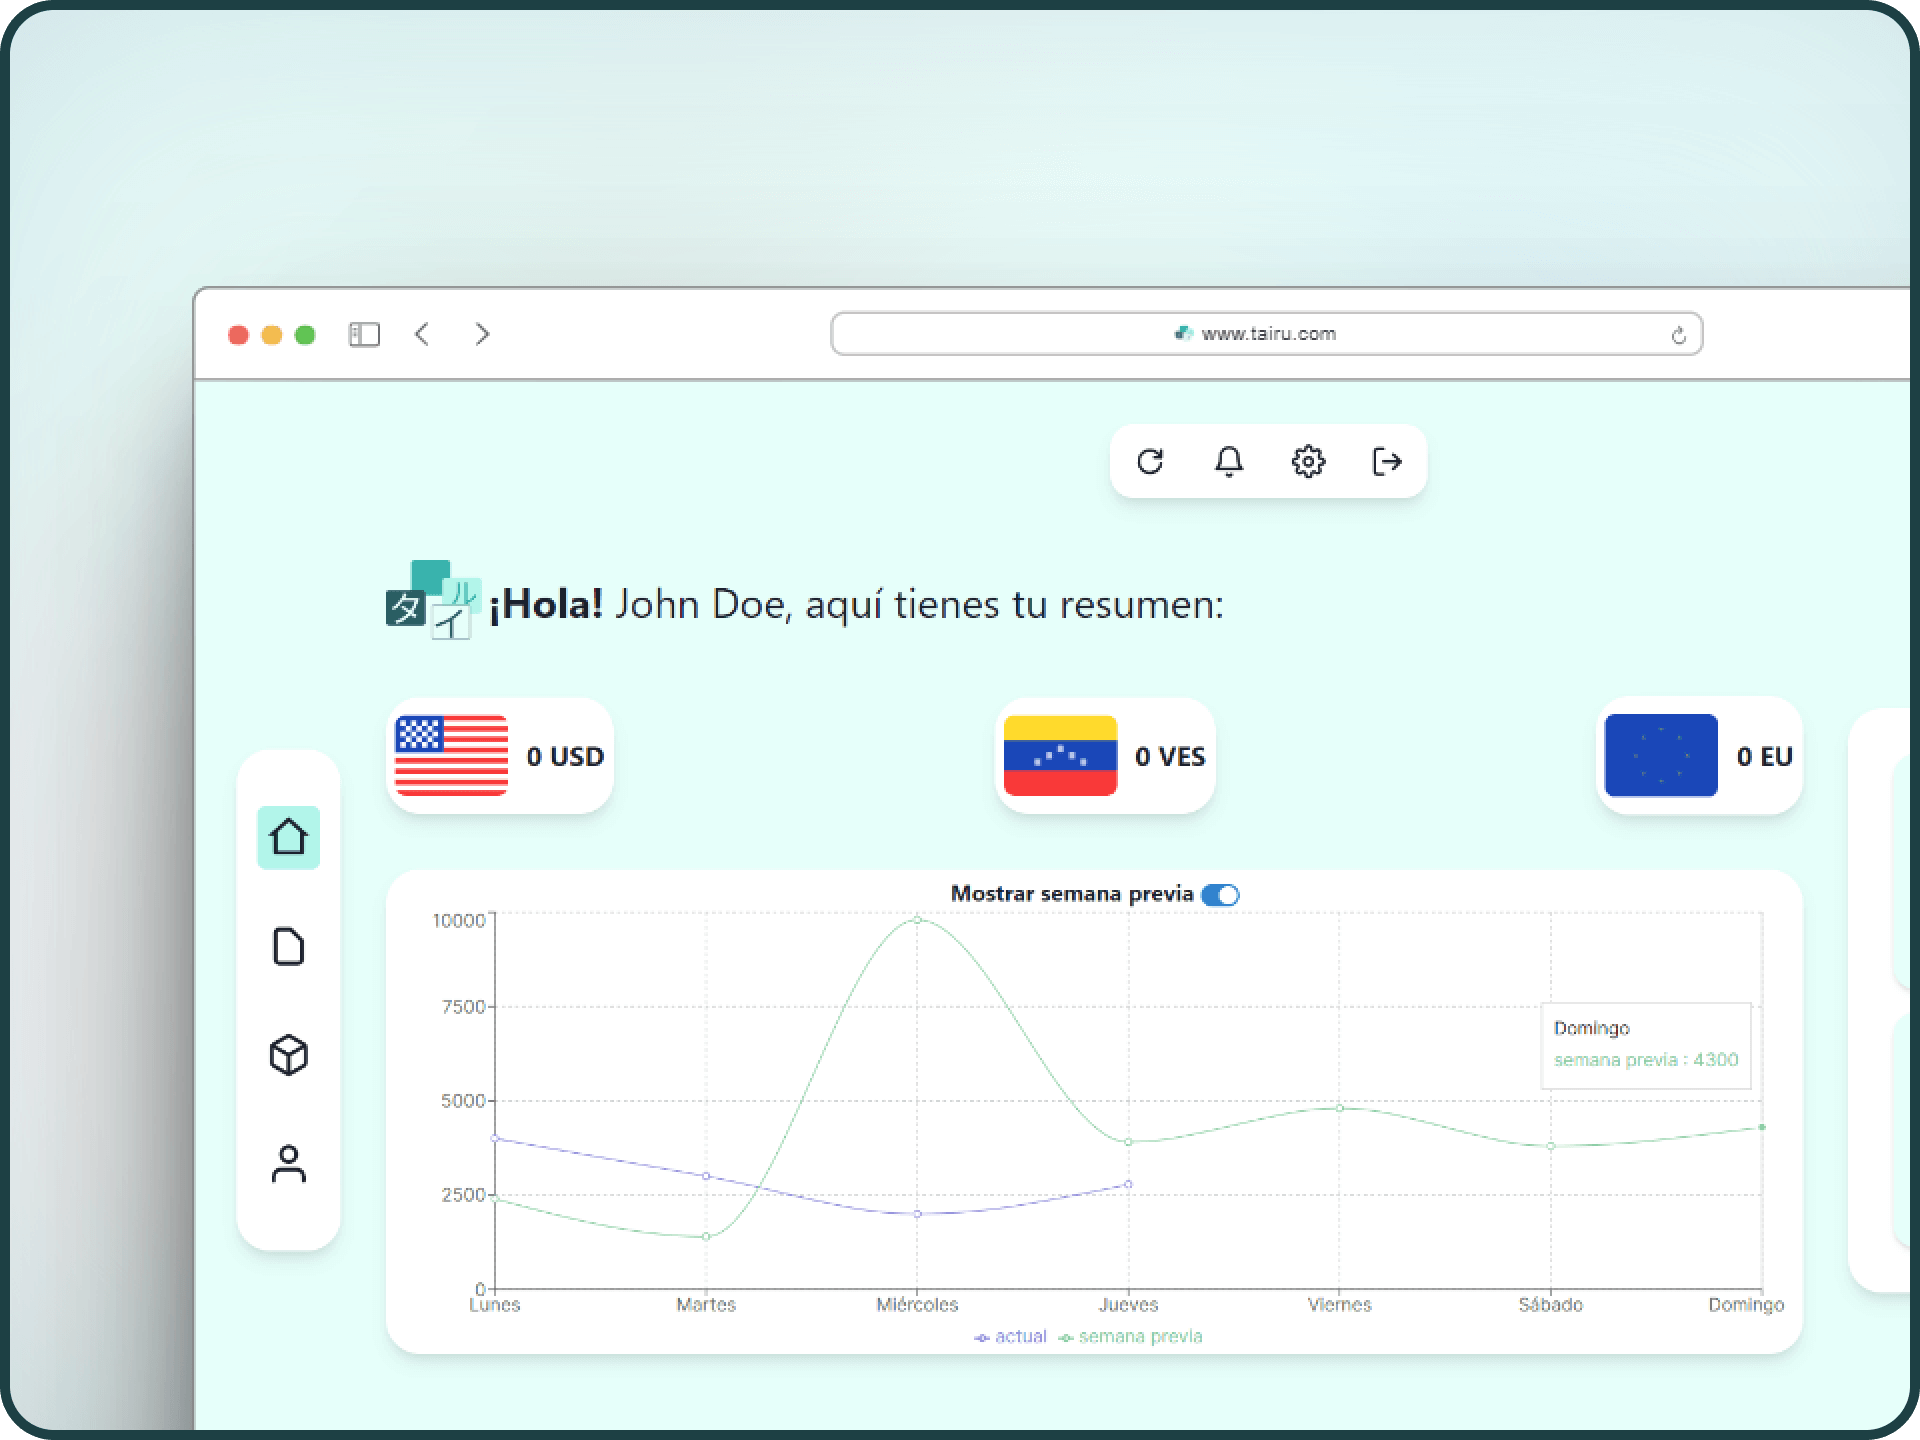 www.tairu.com
タ
ル
イ
¡Hola! John Doe, aquí tienes tu resumen:
0 USD
0 VES
0 EU
Mostrar semana previa
10000
7500
5000
2500
0
Domingo
semana previa : 4300
Lunes
Martes
Miércoles
Jueves
Viernes
Sábado
Domingo
actual
semana previa